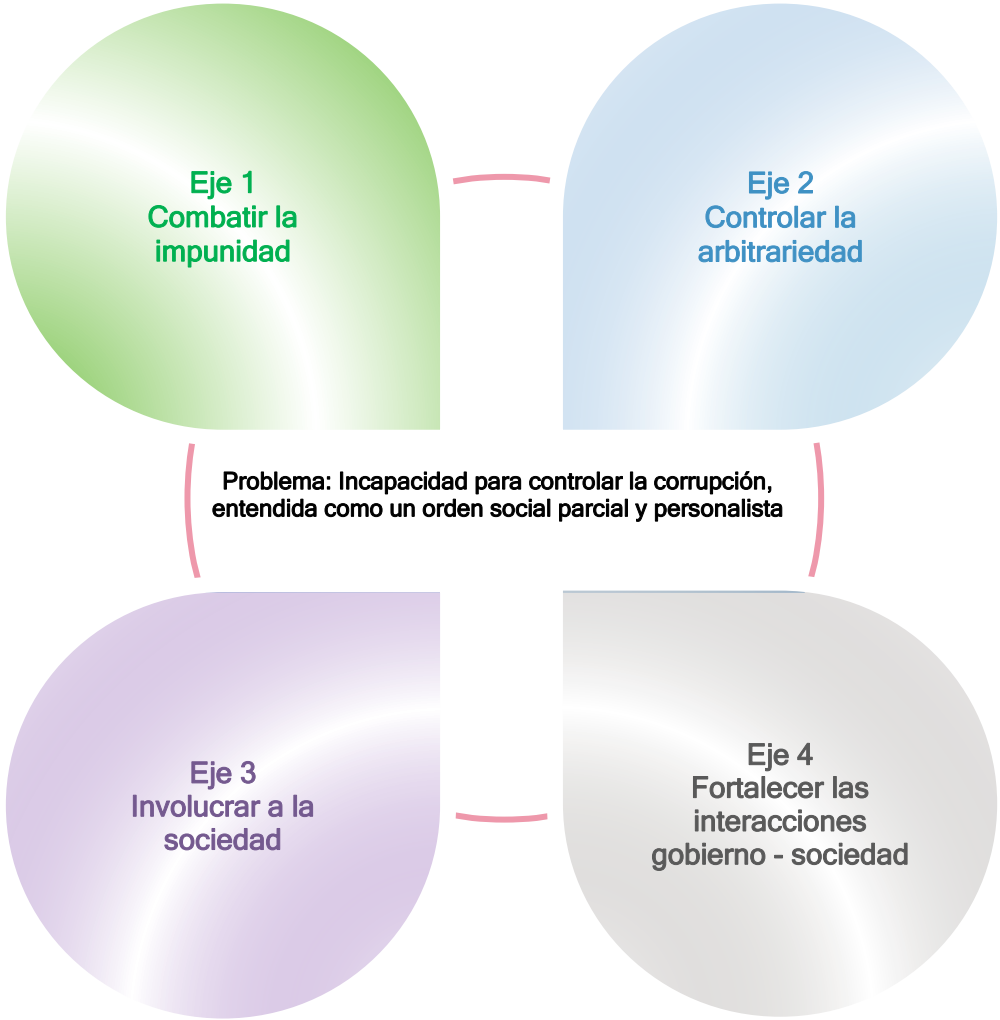 Eje 1
Combatir la
impunidad
Eje 2
Controlar la
arbitrariedad
Problema: Incapacidad para controlar la corrupción,
entendida como un orden social parcial y personalista
Eje 3
Involucrar a la
sociedad
Eje 4
Fortalecer las
interacciones
gobierno - sociedad